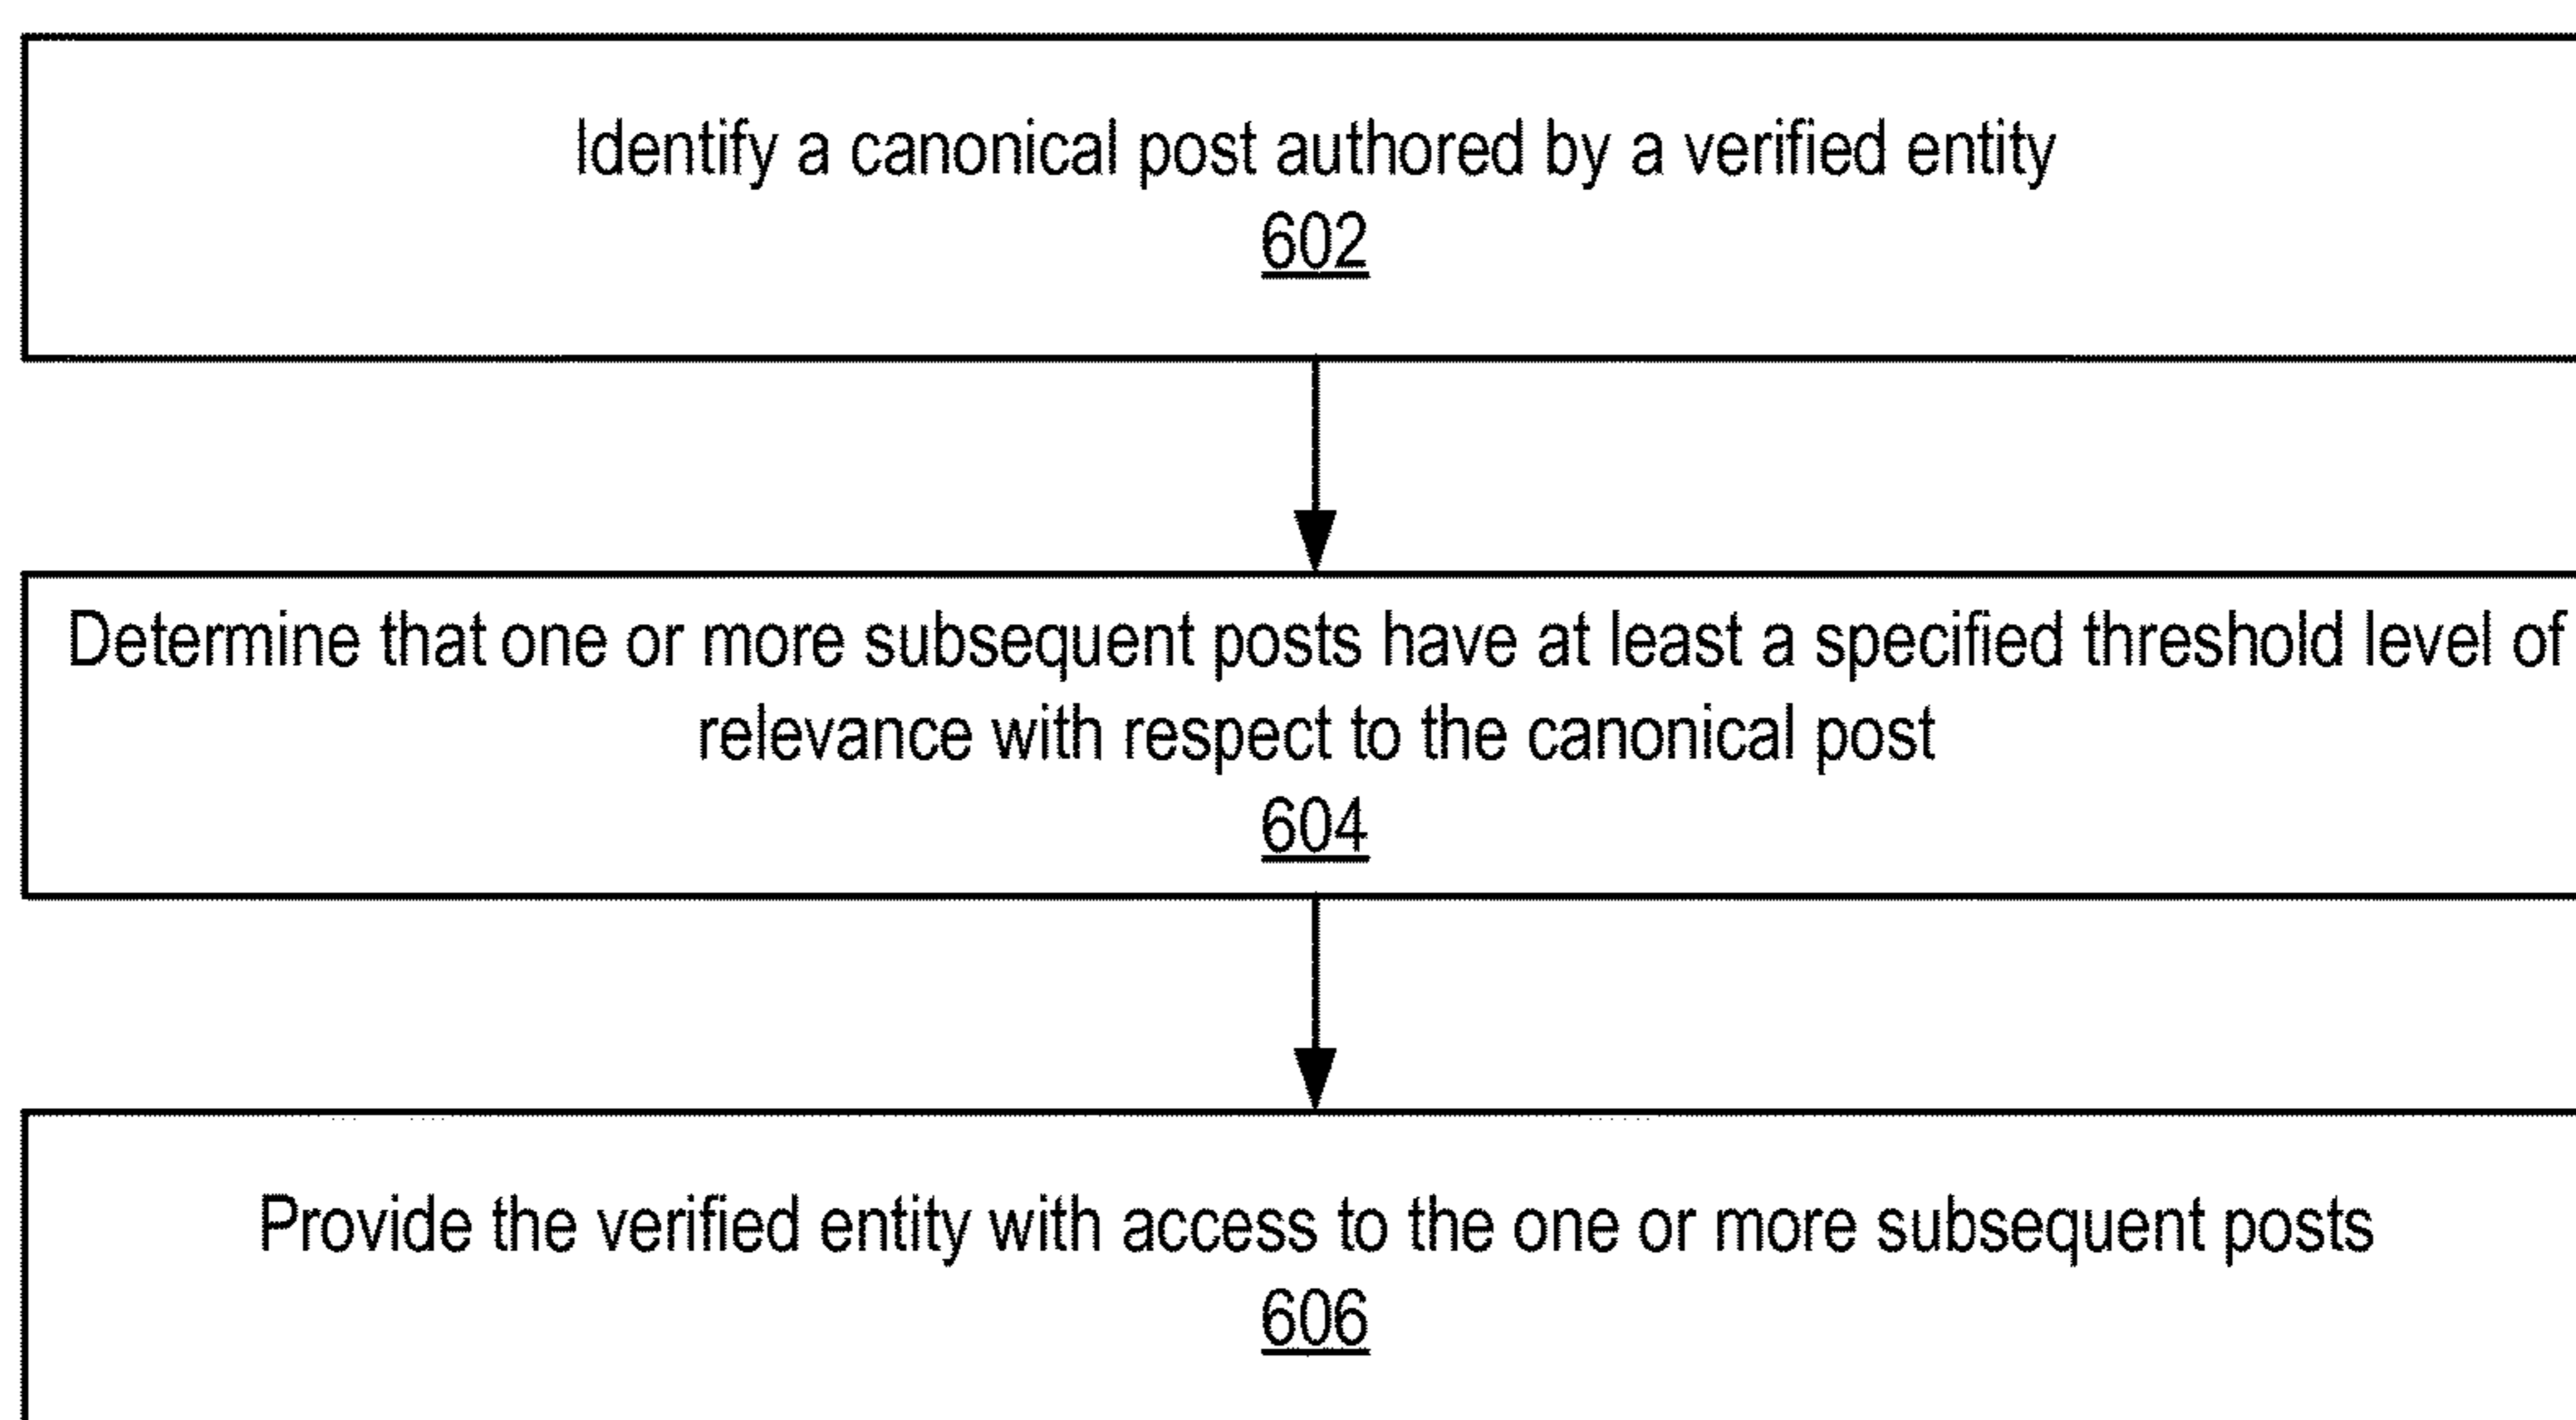 Identify a canonical post authored by a verified entity
602
Determine that one or more subsequent posts have at least a specified threshold level of
relevance with respect to the canonical post
604
Provide the verified entity with access to the one or more subsequent posts
606